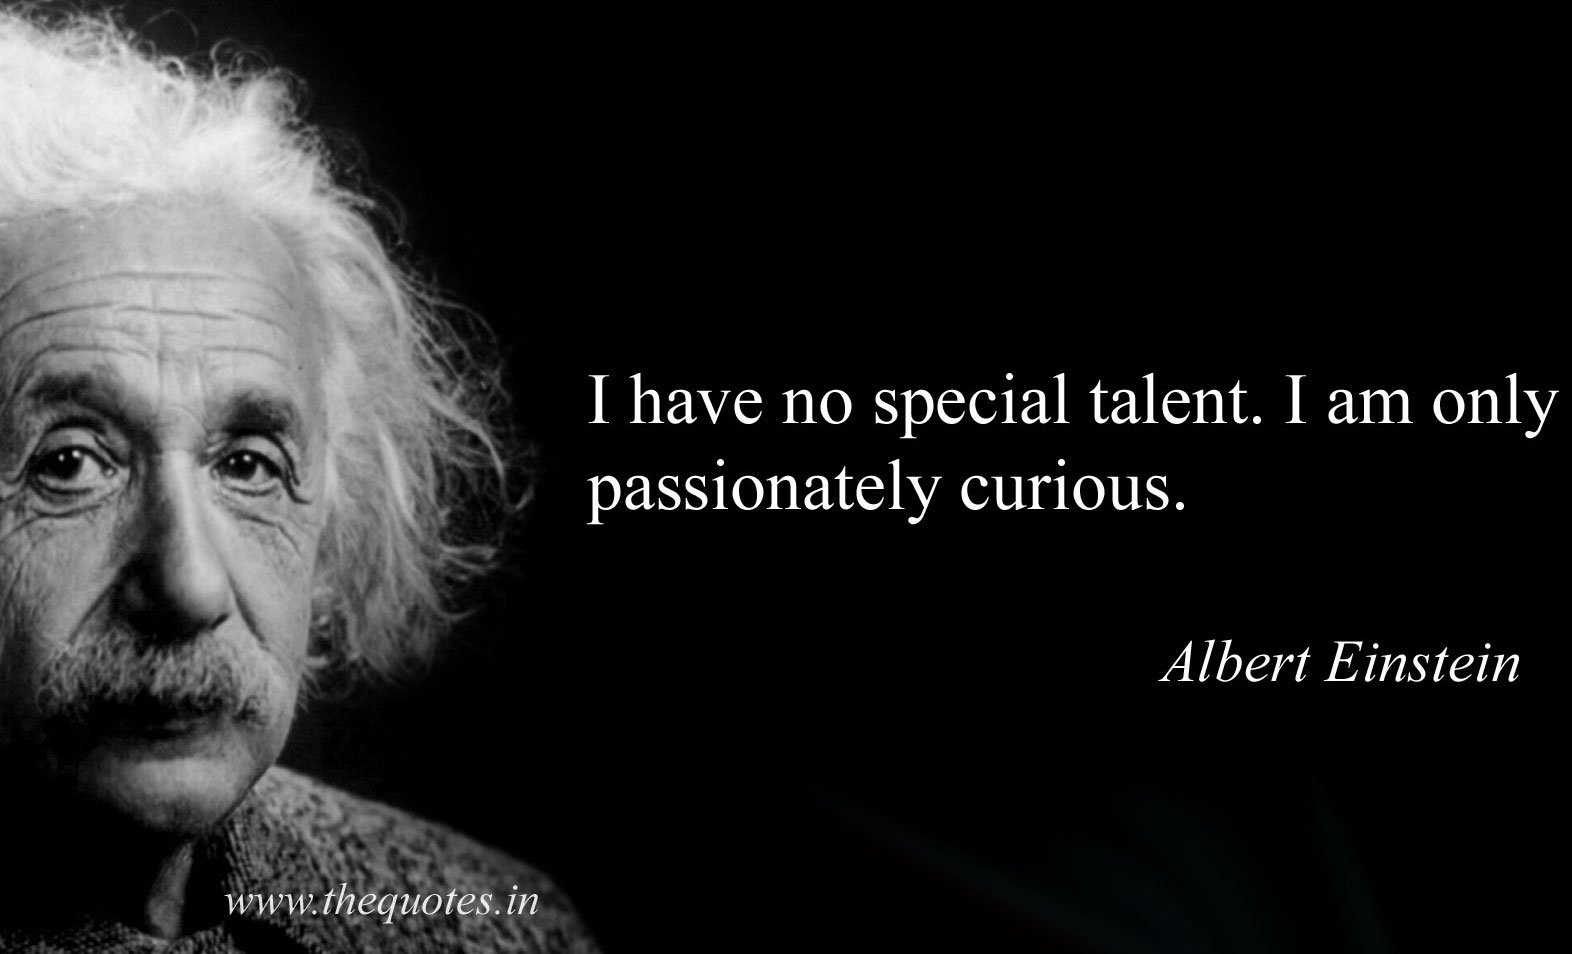 I have no special talent. I am only
passionately curious.
Albert Einstein
www.thequotes.in